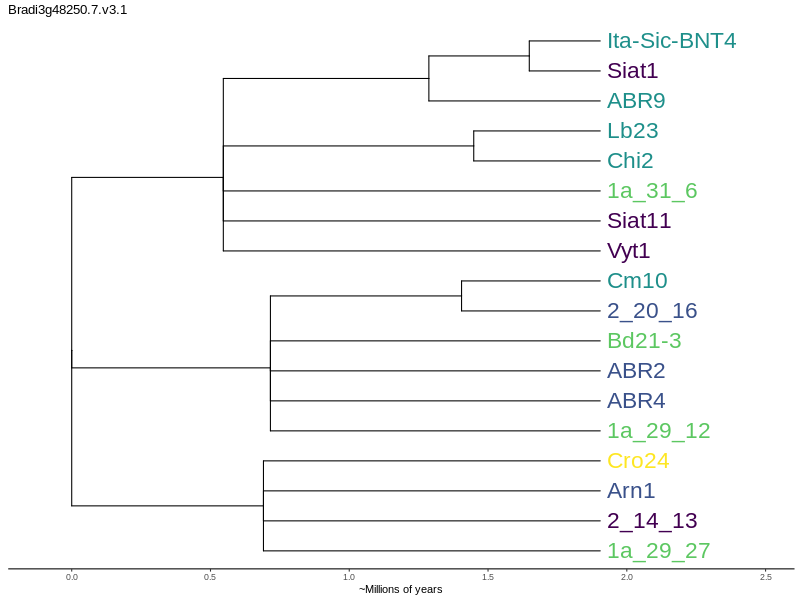 Bradi3g48250.7.v3.1
Ita-Sic-BNT4
Siat1
ABR9
Lb23
Chi2
1a_31_6
Siat11
Vyt1
Cm10
2_20_16
Bd21-3
ABR2
ABR4
1a_29_12
Cro24
Arn1
2_14_13
1a_29_27
0.0 0.5 1.0 1.5 2.0 2.5
~Millions of years